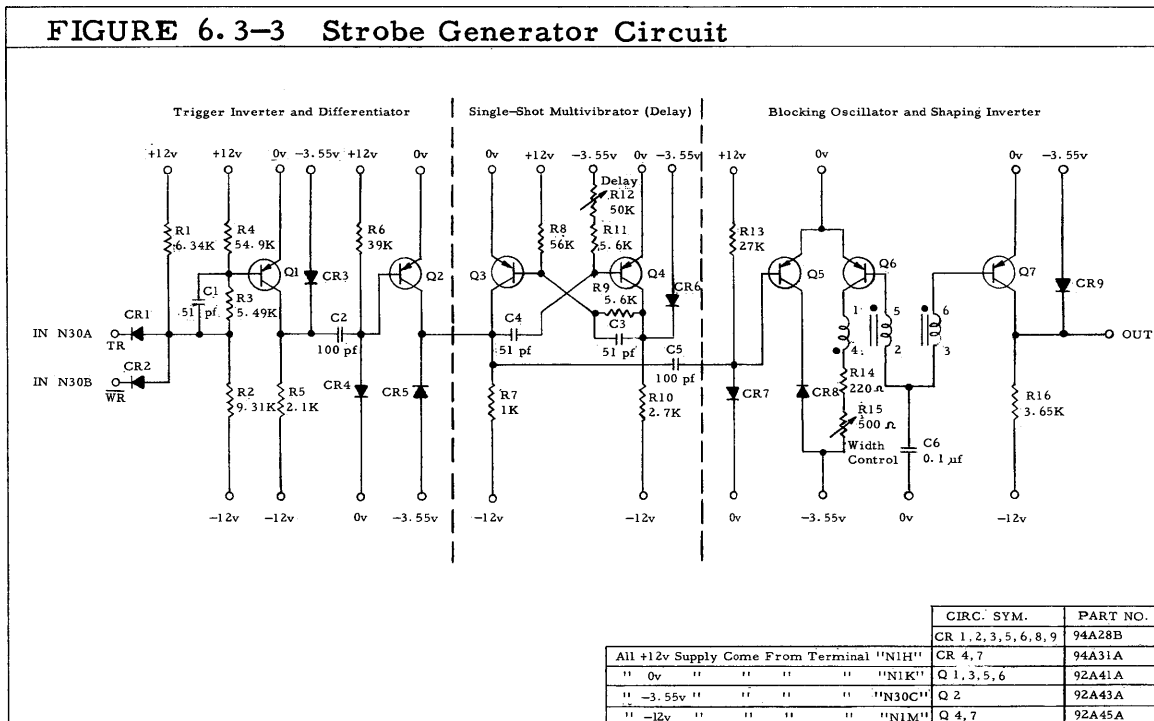 FIGURE 6.3-3 Strobe Generator Circuit
Trigger Inverter and Differentiator
Single-Shot Multivibrator (Delay)
Blocking Oscillator and Shaping Inverter
+12v +12v 0v -3.55v +12v 0v
0v +12v -3.55v 0v -3.55v
+12v 0v 0v -3.55v
Delay
R12
50K
R1
6.34K
R4
54.9K
R6
39K
R8
56K
R11
5.6K
R13
27K
Q1
CR3
Q2
Q3
Q4
CR6
Q5
Q6
Q7
CR9
C1
51 pf
R3
5.49K
R9
5.6K
C3
51 pf
C2
100 pf
C4
51 pf
C5
100 pf
IN N30A
TR
CR1
IN N30B
WR
CR2
1
4
5
2
6
3
OUT
R2
9.31K
R5
2.1K
CR4
CR5
R7
1K
R10
2.7K
CR7
CR8
R14
220 Ω
R15
500 Ω
Width
Control
C6
0.1 µf
R16
3.65K
-12v -12v 0v -3.55v
-12v -12v
0v -3.55v 0v -12v
CIRC. SYM. PART NO.
CR 1,2,3,5,6,8,9 94A28B
All +12v Supply Come From Terminal "N1H" CR 4,7 94A31A
" 0v " " " " "N1K" Q 1,3,5,6 92A41A
" -3.55v " " " " "N30C" Q 2 92A43A
" -12v " " " " "N1M" Q 4,7 92A45A